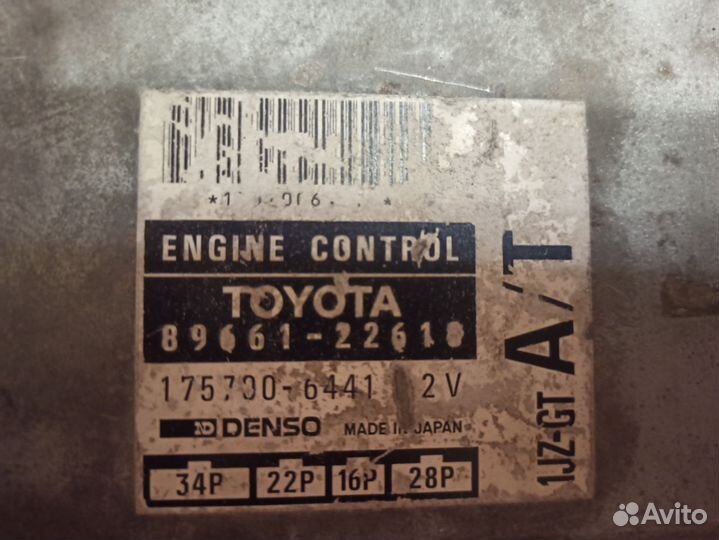 ENGINE CONTROL
TOYOTA
89661-22610
175700-6441 12V
DENSO MADE IN JAPAN
34P 22P 16P 28P
1JZ-GT A/T
Avito